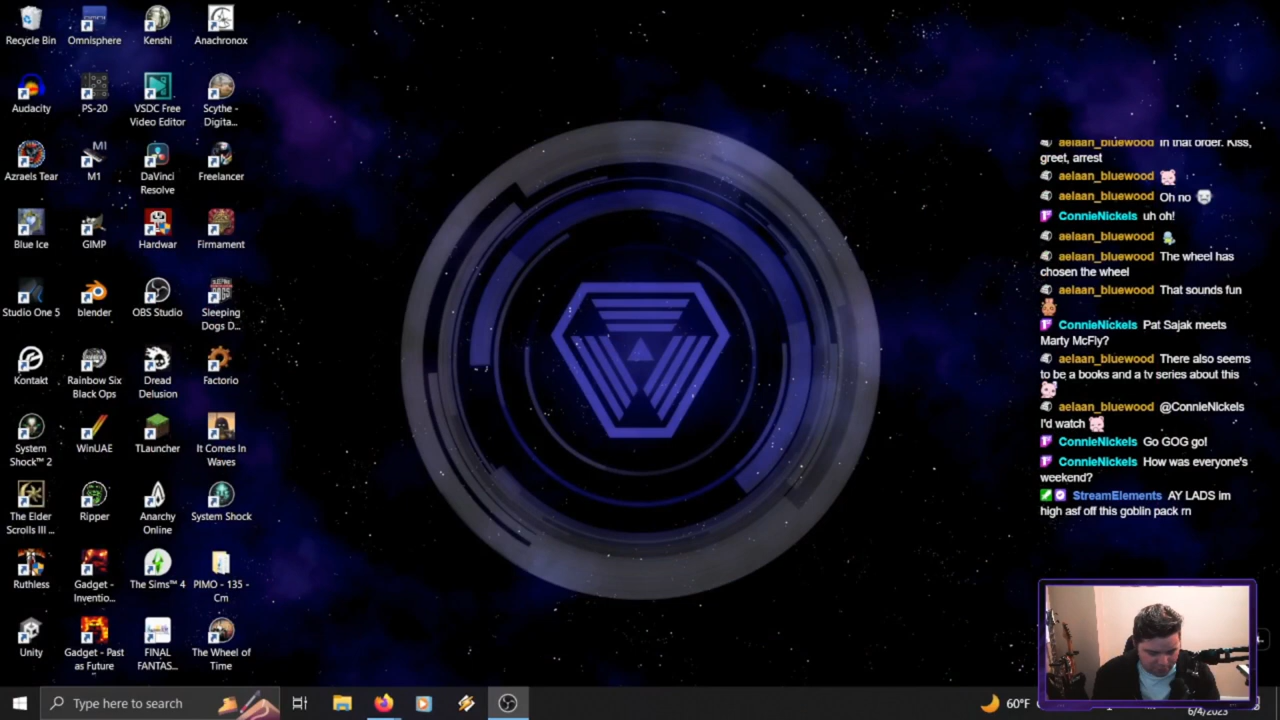 Recycle Bin
Omnisphere
Kenshi
Anachronox
Audacity
PS-20
VSDC Free
Video Editor
Scythe -
Digita...
Azraels Tear
M1
M1
DaVinci
Resolve
Freelancer
Blue Ice
GIMP
Hardwar
Firmament
Studio One 5
blender
OBS Studio
Sleeping
Dogs D...
Kontakt
Rainbow Six
Black Ops
Dread
Delusion
Factorio
System
Shock™ 2
WinUAE
TLauncher
It Comes In
Waves
The Elder
Scrolls III ...
Ripper
Anarchy
Online
System Shock
Ruthless
Gadget -
Inventio...
The Sims™ 4
PIMO - 135 -
Cm
Unity
Gadget - Past
as Future
FINAL
FANTAS...
The Wheel of
Time
aelaan_bluewood In that order. Kiss,
greet, arrest
aelaan_bluewood
aelaan_bluewood Oh no
ConnieNickels uh oh!
aelaan_bluewood
aelaan_bluewood The wheel has
chosen the wheel
aelaan_bluewood That sounds fun
ConnieNickels Pat Sajak meets
Marty McFly?
aelaan_bluewood There also seems
to be a books and a tv series about this
aelaan_bluewood @ConnieNickels
I'd watch
ConnieNickels Go GOG go!
ConnieNickels How was everyone's
weekend?
StreamElements AY LADS im
high asf off this goblin pack rn
Type here to search
60°F
6/4/2023